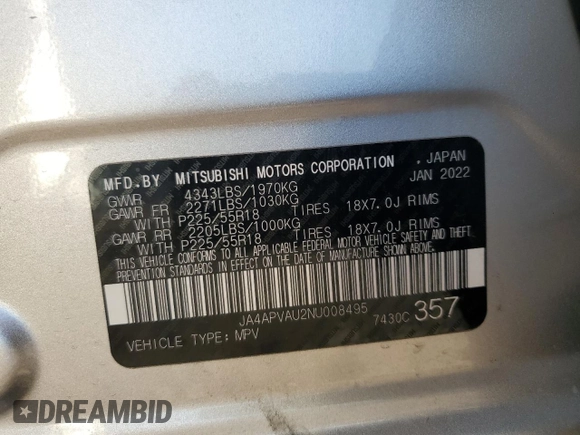 MFD.BY MITSUBISHI MOTORS CORPORATION . JAPAN
GVWR 4343LBS/1970KG JAN 2022
GAWR FR 2271LBS/1030KG
WITH P225/55R18 TIRES 18X7.0J RIMS
GAWR RR 2205LBS/1000KG
WITH P225/55R18 TIRES 18X7.0J RIMS
THIS VEHICLE CONFORMS TO ALL APPLICABLE FEDERAL MOTOR VEHICLE SAFETY AND THEFT
PREVENTION STANDARDS IN EFFECT ON THE DATE OF MANUFACTURE SHOWN ABOVE.
JA4APVAU2NU008495 7430C 357
VEHICLE TYPE: MPV
DREAMBID